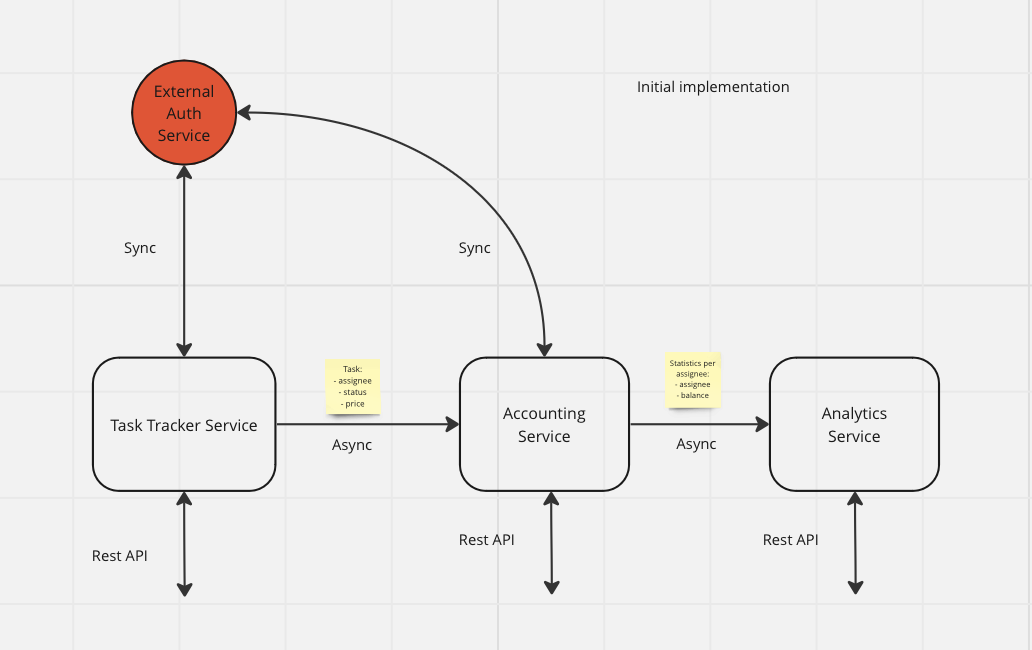 External
Auth
Service
Initial implementation
Sync
Sync
Task Tracker Service
Task:
- assignee
- status
- price
Async
Accounting
Service
Statistics per
assignee:
- assignee
- balance
Async
Analytics
Service
Rest API
Rest API
Rest API